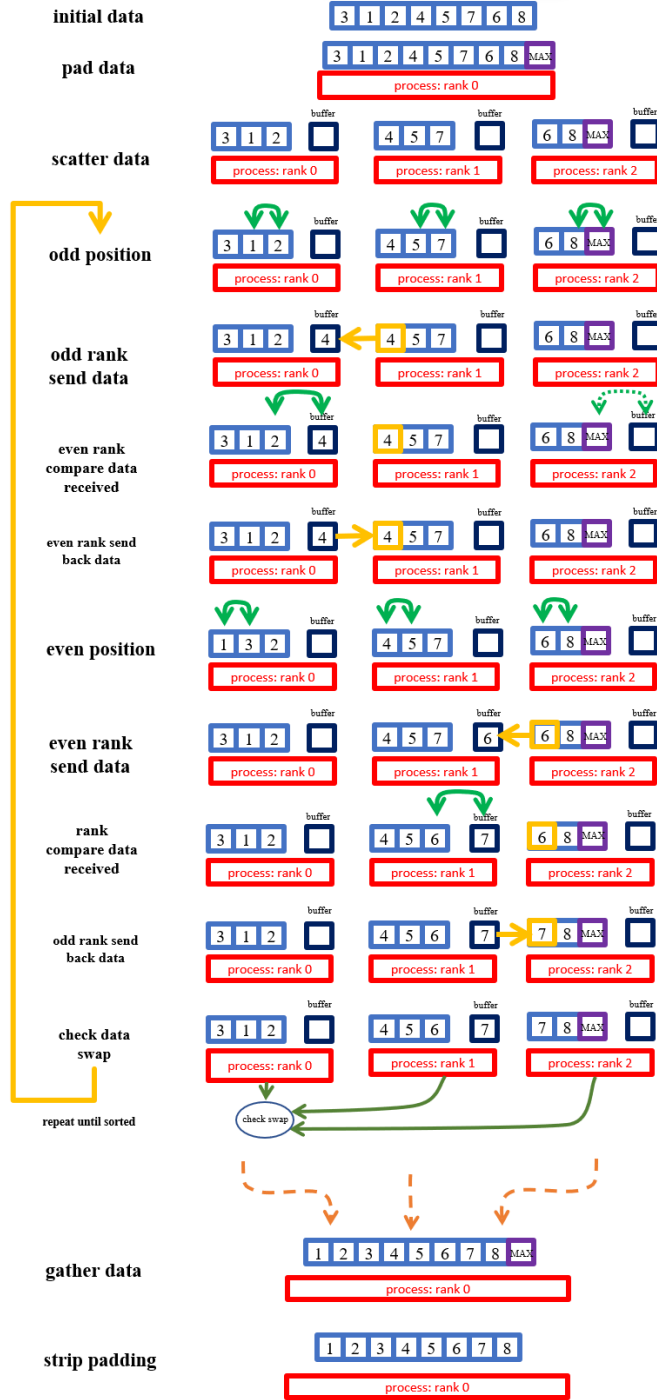 initial data
3 1 2 4 5 7 6 8
pad data
3 1 2 4 5 7 6 8 MAX
process: rank 0
buffer buffer buffer
scatter data
3 1 2 4 5 7 6 8 MAX
process: rank 0 process: rank 1 process: rank 2
odd position
buffer buffer buffer
3 1 2 4 5 7 6 8 MAX
process: rank 0 process: rank 1 process: rank 2
odd rank
send data
buffer buffer buffer
3 1 2 4 4 5 7 6 8 MAX
process: rank 0 process: rank 1 process: rank 2
even rank
compare data
received
buffer buffer buffer
3 1 2 4 4 5 7 6 8 MAX
process: rank 0 process: rank 1 process: rank 2
even rank send
back data
buffer buffer buffer
3 1 2 4 4 5 7 6 8 MAX
process: rank 0 process: rank 1 process: rank 2
even position
buffer buffer buffer
1 3 2 4 5 7 6 8 MAX
process: rank 0 process: rank 1 process: rank 2
even rank
send data
buffer buffer buffer
3 1 2 4 5 7 6 6 8 MAX
process: rank 0 process: rank 1 process: rank 2
rank
compare data
received
buffer buffer buffer
3 1 2 4 5 6 7 6 8 MAX
process: rank 0 process: rank 1 process: rank 2
odd rank send
back data
buffer buffer buffer
3 1 2 4 5 6 7 7 8 MAX
process: rank 0 process: rank 1 process: rank 2
check data
swap
buffer buffer buffer
3 1 2 4 5 6 7 7 8 MAX
process: rank 0 process: rank 1 process: rank 2
repeat until sorted
check swap
gather data
1 2 3 4 5 6 7 8 MAX
process: rank 0
strip padding
1 2 3 4 5 6 7 8
process: rank 0